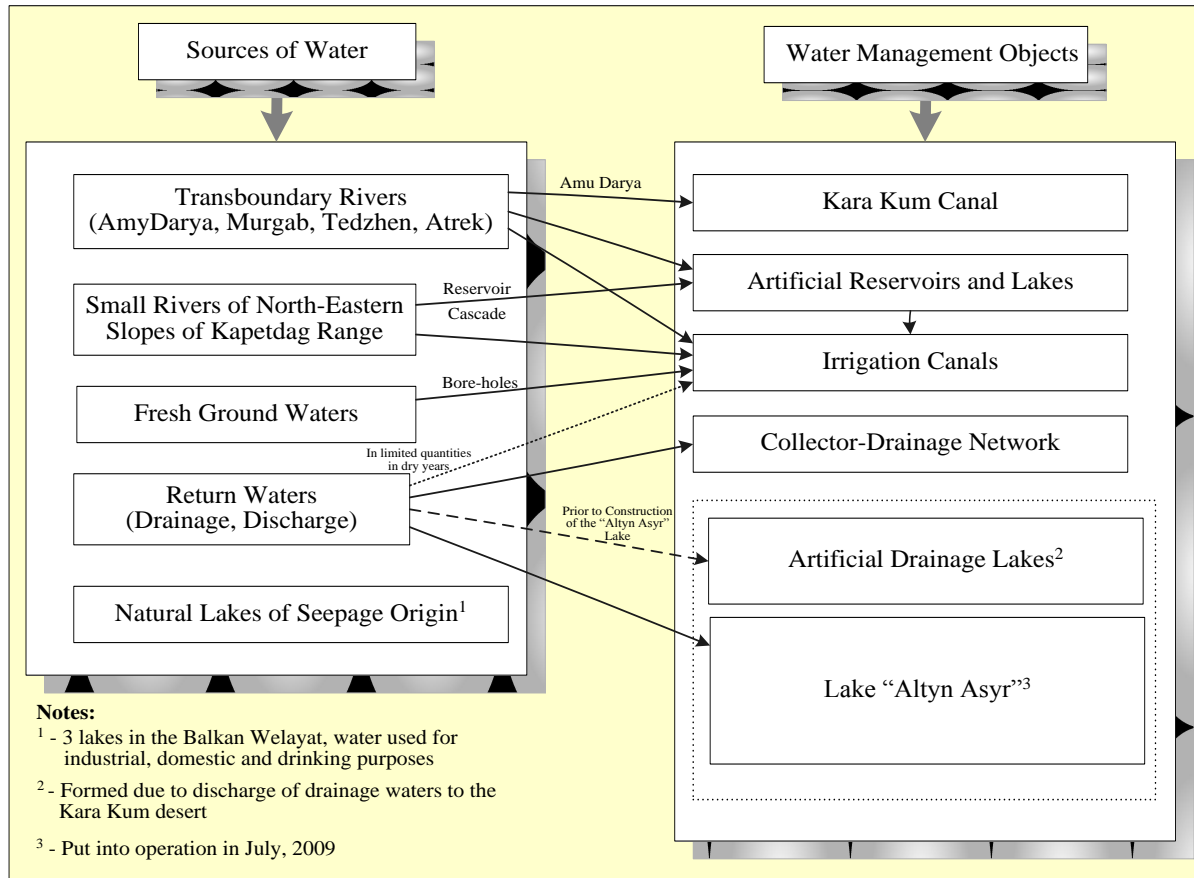 Sources of Water
Water Management Objects
Transboundary Rivers
(AmyDarya, Murgab, Tedzhen, Atrek)
Small Rivers of North-Eastern
Slopes of Kapetdag Range
Fresh Ground Waters
Return Waters
(Drainage, Discharge)
Natural Lakes of Seepage Origin¹
Amu Darya
Reservoir
Cascade
Bore-holes
In limited quantities
in dry years
Prior to Construction
of the “Altyn Asyr”
Lake
Kara Kum Canal
Artificial Reservoirs and Lakes
Irrigation Canals
Collector-Drainage Network
Artificial Drainage Lakes²
Lake “Altyn Asyr”³
Notes:
¹ - 3 lakes in the Balkan Welayat, water used for
industrial, domestic and drinking purposes
² - Formed due to discharge of drainage waters to the
Kara Kum desert
³ - Put into operation in July, 2009